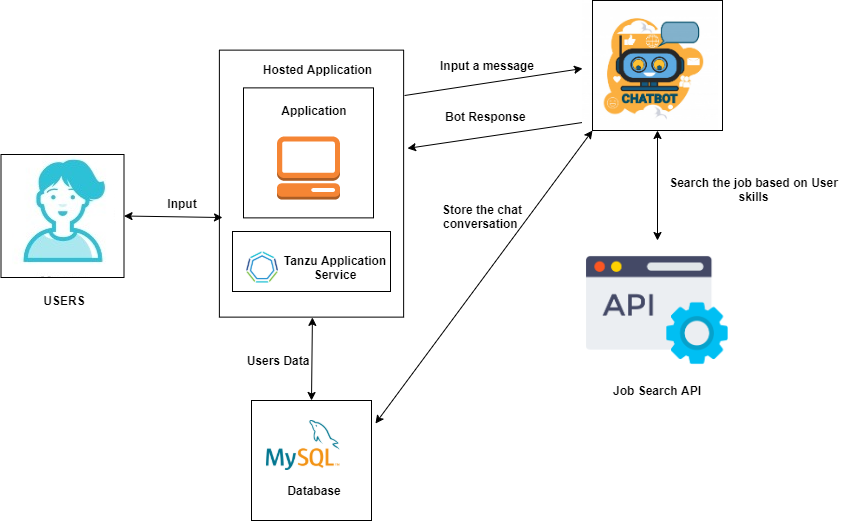 Hosted Application
Application
Tanzu Application
Service
Input a message
Bot Response
CHATBOT
Input
USERS
Search the job based on User
skills
Store the chat
conversation
API
Job Search API
Users Data
MySQL
Database